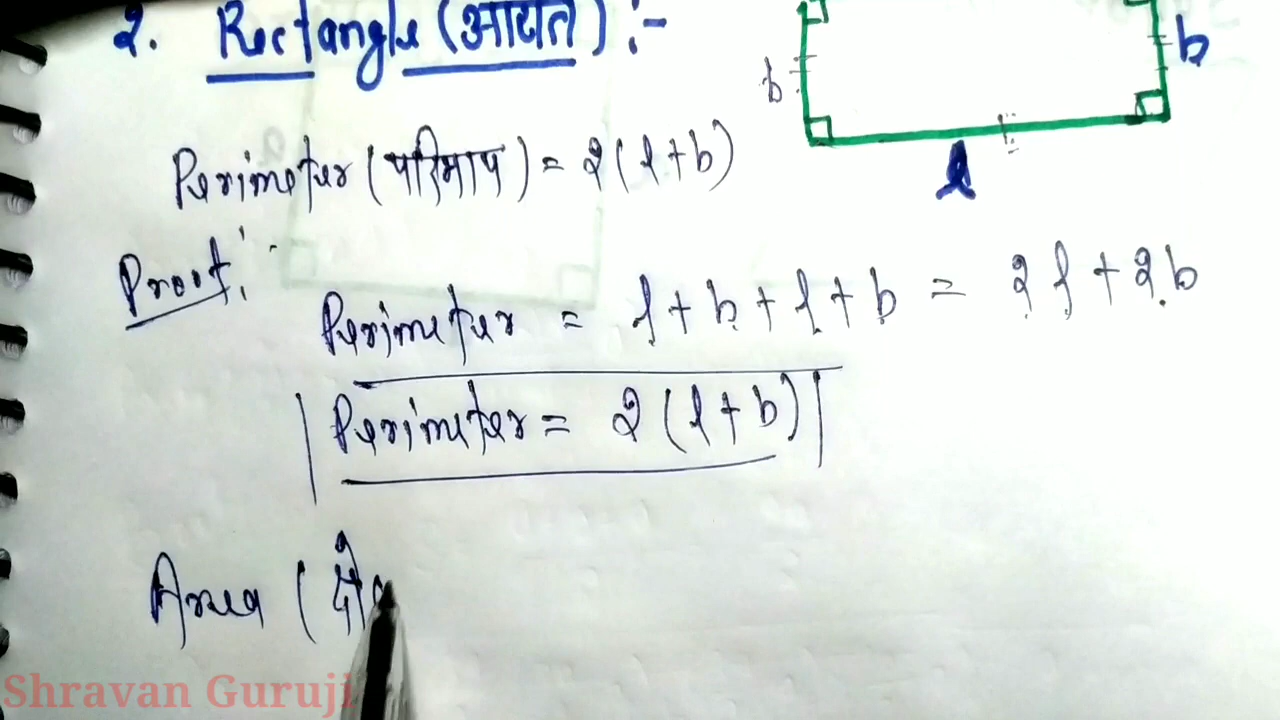 2. Rectangle (आयत) :-
b
b
l
Perimeter (परिमाप) = 2(l+b)
Proof:
Perimeter = l + b + l + b = 2l + 2b
Perimeter = 2(l+b)
Area (क्षे
Shravan Guruji